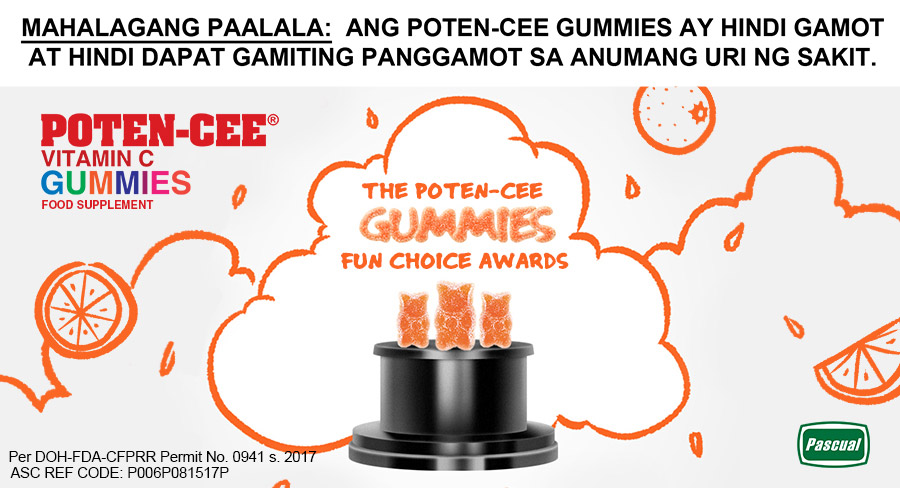 MAHALAGANG PAALALA: ANG POTEN-CEE GUMMIES AY HINDI GAMOT
AT HINDI DAPAT GAMITING PANGGAMOT SA ANUMANG URI NG SAKIT.
POTEN-CEE®
VITAMIN C
GUMMIES
FOOD SUPPLEMENT
THE POTEN-CEE
GUMMIES
FUN CHOICE AWARDS
Per DOH-FDA-CFPRR Permit No. 0941 s. 2017
ASC REF CODE: P006P081517P
Pascual